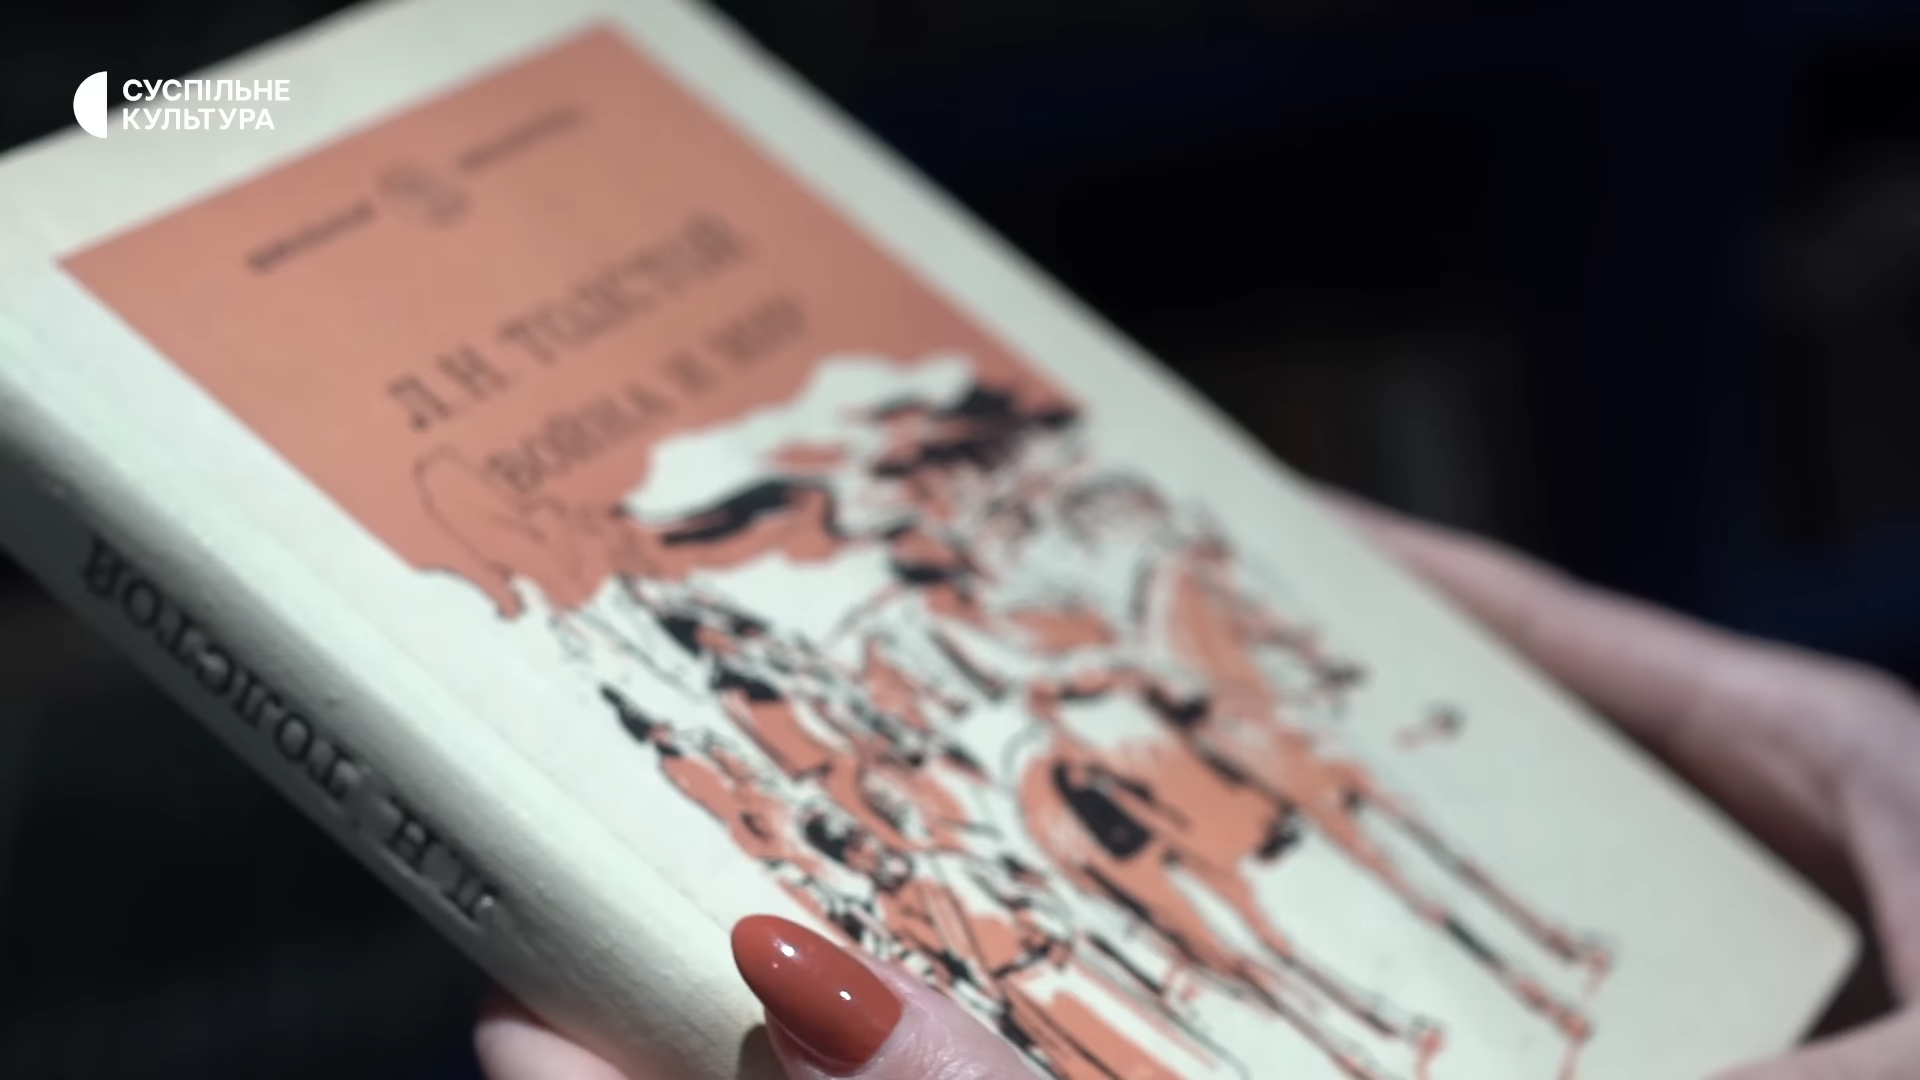 СУСПІЛЬНЕ
КУЛЬТУРА
Л.Н. ТОЛСТОЙ
ВОЙНА И МИР
Л.Н. ТОЛСТОЙ